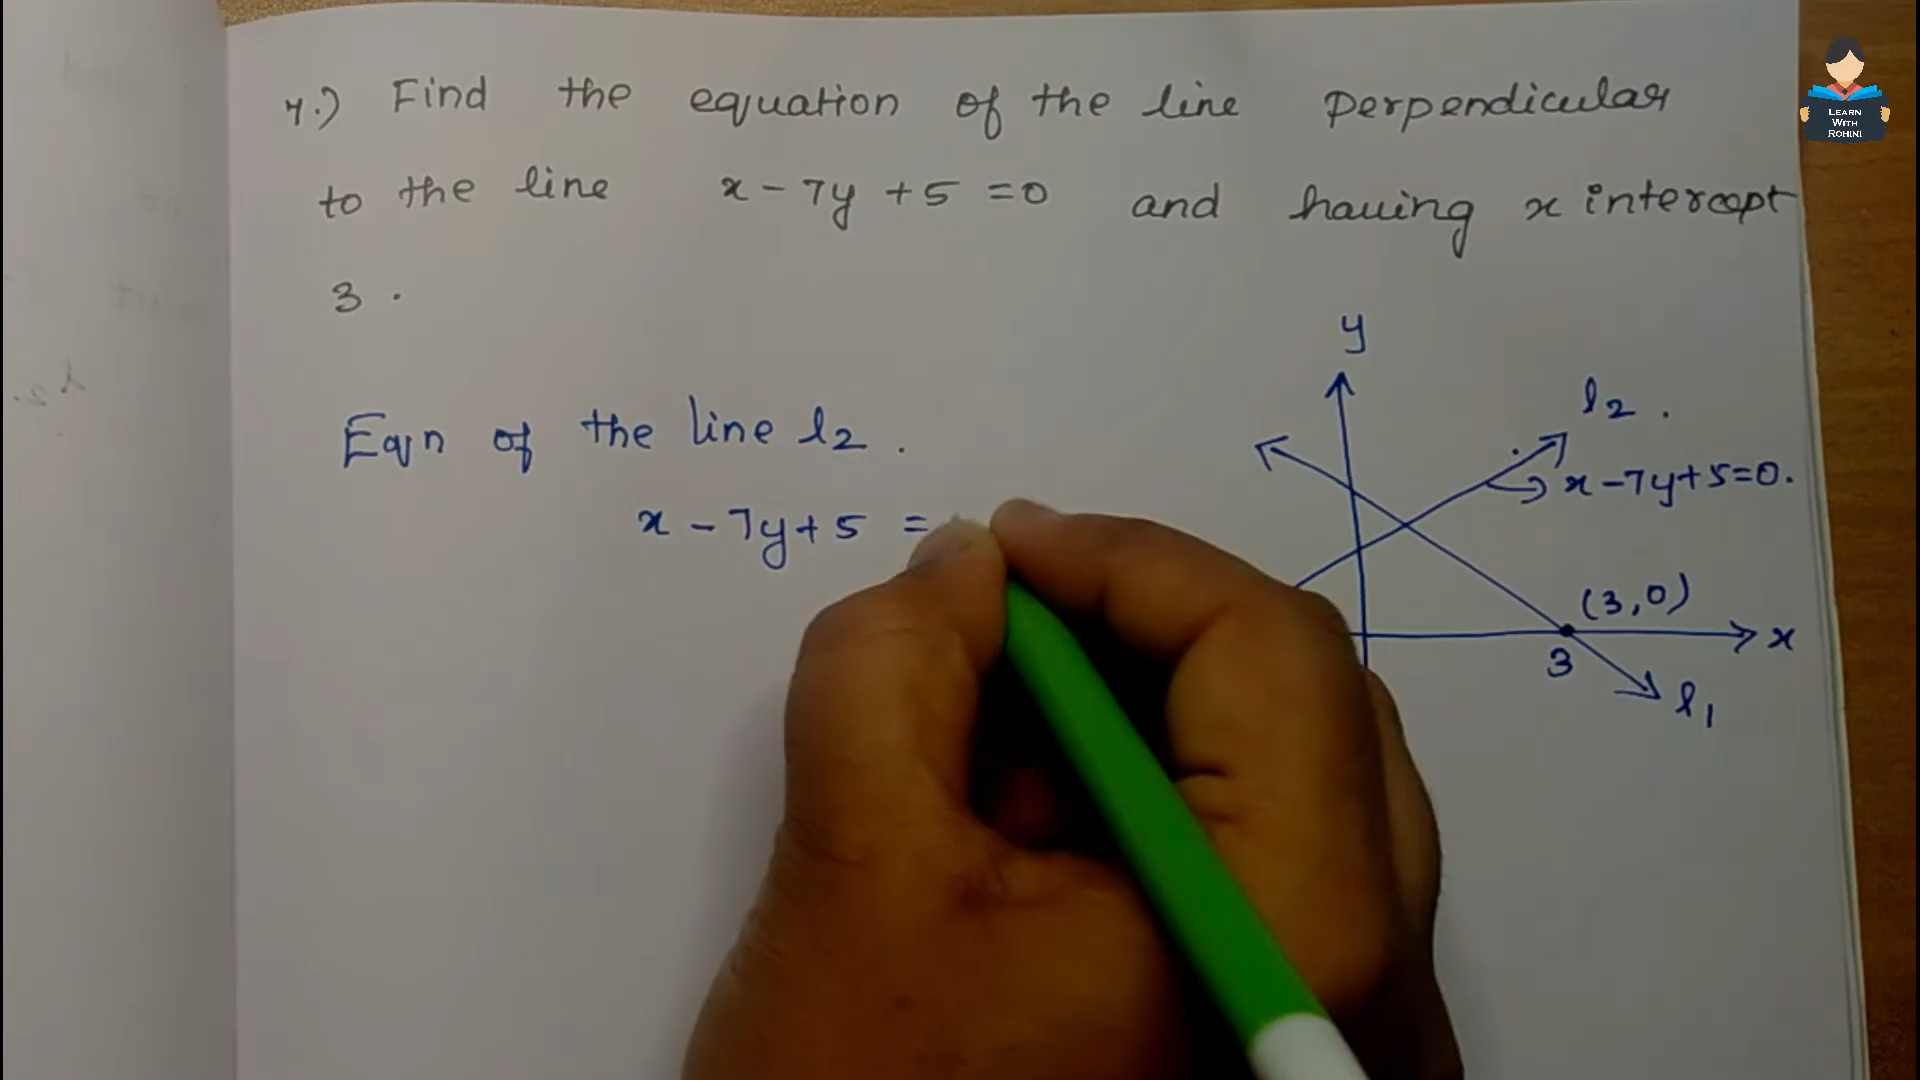 7.) Find the equation of the line perpendicular
to the line x - 7y + 5 = 0 and having x intercept
3 .
Eqn of the line l2 .
x - 7y + 5 =
y
l2 .
x - 7y + 5 = 0.
(3,0)
x
3
l1
LEARN
WITH
ROHINI